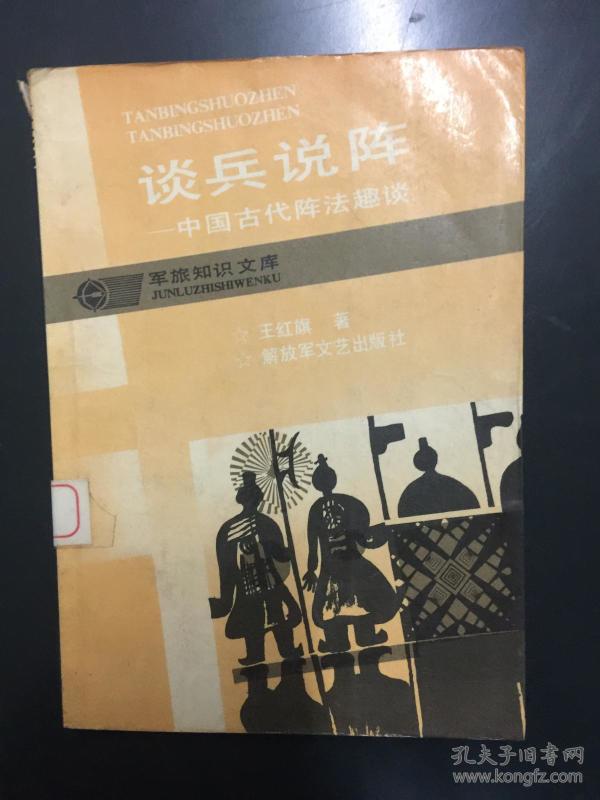 TANBINGSHUOZHEN
TANBINGSHUOZHEN
谈兵说阵
—中国古代阵法趣谈
军旅知识文库
JUNLUZHISHIWENKU
☆ 王红旗 著
☆ 解放军文艺出版社
孔夫子旧书网
www.kongfz.com